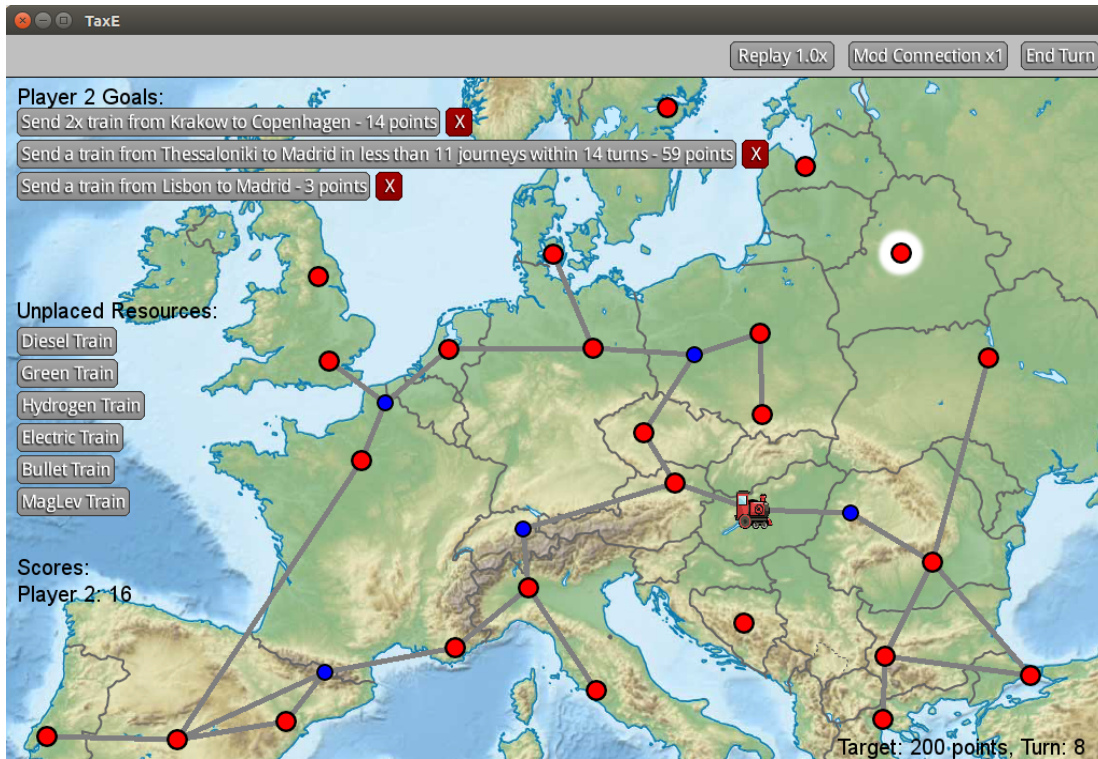 TaxE
Replay 1.0x Mod Connection x1 End Turn
Player 2 Goals:
Send 2x train from Krakow to Copenhagen - 14 points X
Send a train from Thessaloniki to Madrid in less than 11 journeys within 14 turns - 59 points X
Send a train from Lisbon to Madrid - 3 points X
Unplaced Resources:
Diesel Train
Green Train
Hydrogen Train
Electric Train
Bullet Train
MagLev Train
Scores:
Player 2: 16
Target: 200 points, Turn: 8